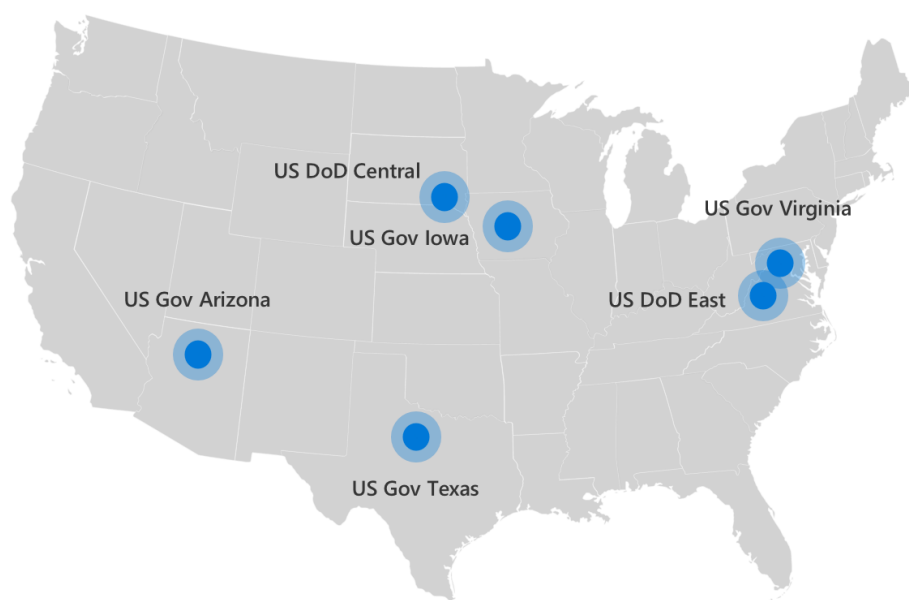 US DoD Central
US Gov Virginia
US Gov Iowa
US Gov Arizona
US DoD East
US Gov Texas